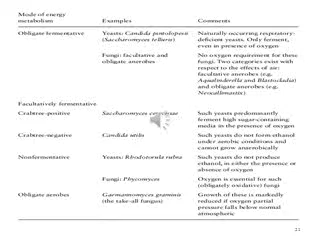 Mode of energy
metabolism Examples Comments
Obligate fermentative Yeasts: Candida pintolopesii Naturally occurring respiratory-
(Saccharomyces telluris) deficient yeasts. Only ferment,
even in presence of oxygen
Fungi: facultative and No oxygen requirement for these
obligate anerobes fungi. Two categories exist with
respect to the effects of air:
facultative anerobes (e.g.
Aqualinderella and Blastocladia)
and obligate anerobes (e.g.
Neocallimastix)
Facultatively fermentative
Crabtree-positive Saccharomyces cerevisiae Such yeasts predominantly
ferment high sugar-containing
media in the presence of oxygen
Crabtree-negative Candida utilis Such yeasts do not form ethanol
under aerobic conditions and
cannot grow anaerobically
Nonfermentative Yeasts: Rhodotorula rubra Such yeasts do not produce
ethanol, in either the presence or
absence of oxygen
Fungi: Phycomyces Oxygen is essential for such
(obligately oxidative) fungi
Obligate aerobes Gaemannomyces graminis Growth of these is markedly
(the take-all fungus) reduced if oxygen partial
pressure falls below normal
atmospheric
21